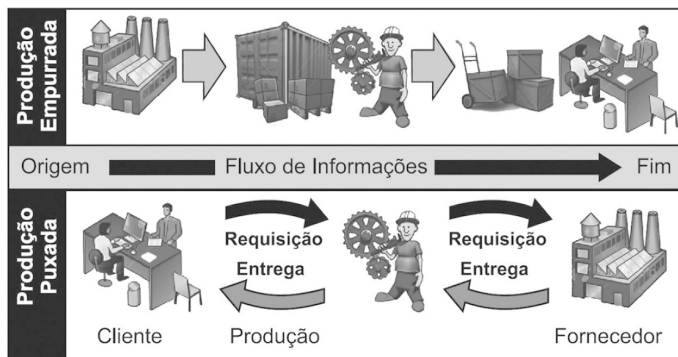 Produção
Empurrada
Origem Fluxo de Informações Fim
Produção
Puxada
Requisição Requisição
Entrega Entrega
Cliente Produção Fornecedor